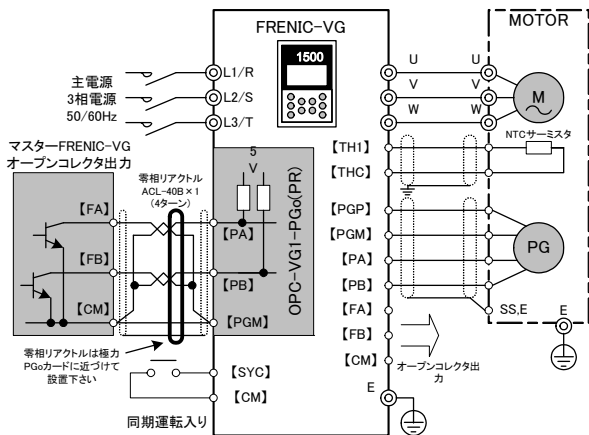 FRENIC-VG
MOTOR
1500
主電源
3相電源
50/60Hz
L1/R
L2/S
L3/T
U
V
W
U
V
W
M
NTCサーミスタ
【TH1】
【THC】
マスターFRENIC-VG
オープンコレクタ出力
零相リアクトル
ACL-40B×1
(4ターン)
5
V
OPC-VG1-PGo(PR)
【FA】
【FB】
【CM】
【PA】
【PB】
【PGM】
【PGP】
【PGM】
【PA】
【PB】
【FA】
【FB】
【CM】
PG
SS,E
E
オープンコレクタ出
力
零相リアクトルは極力
PGoカードに近づけて
設置下さい
【SYC】
【CM】
同期運転入り
E